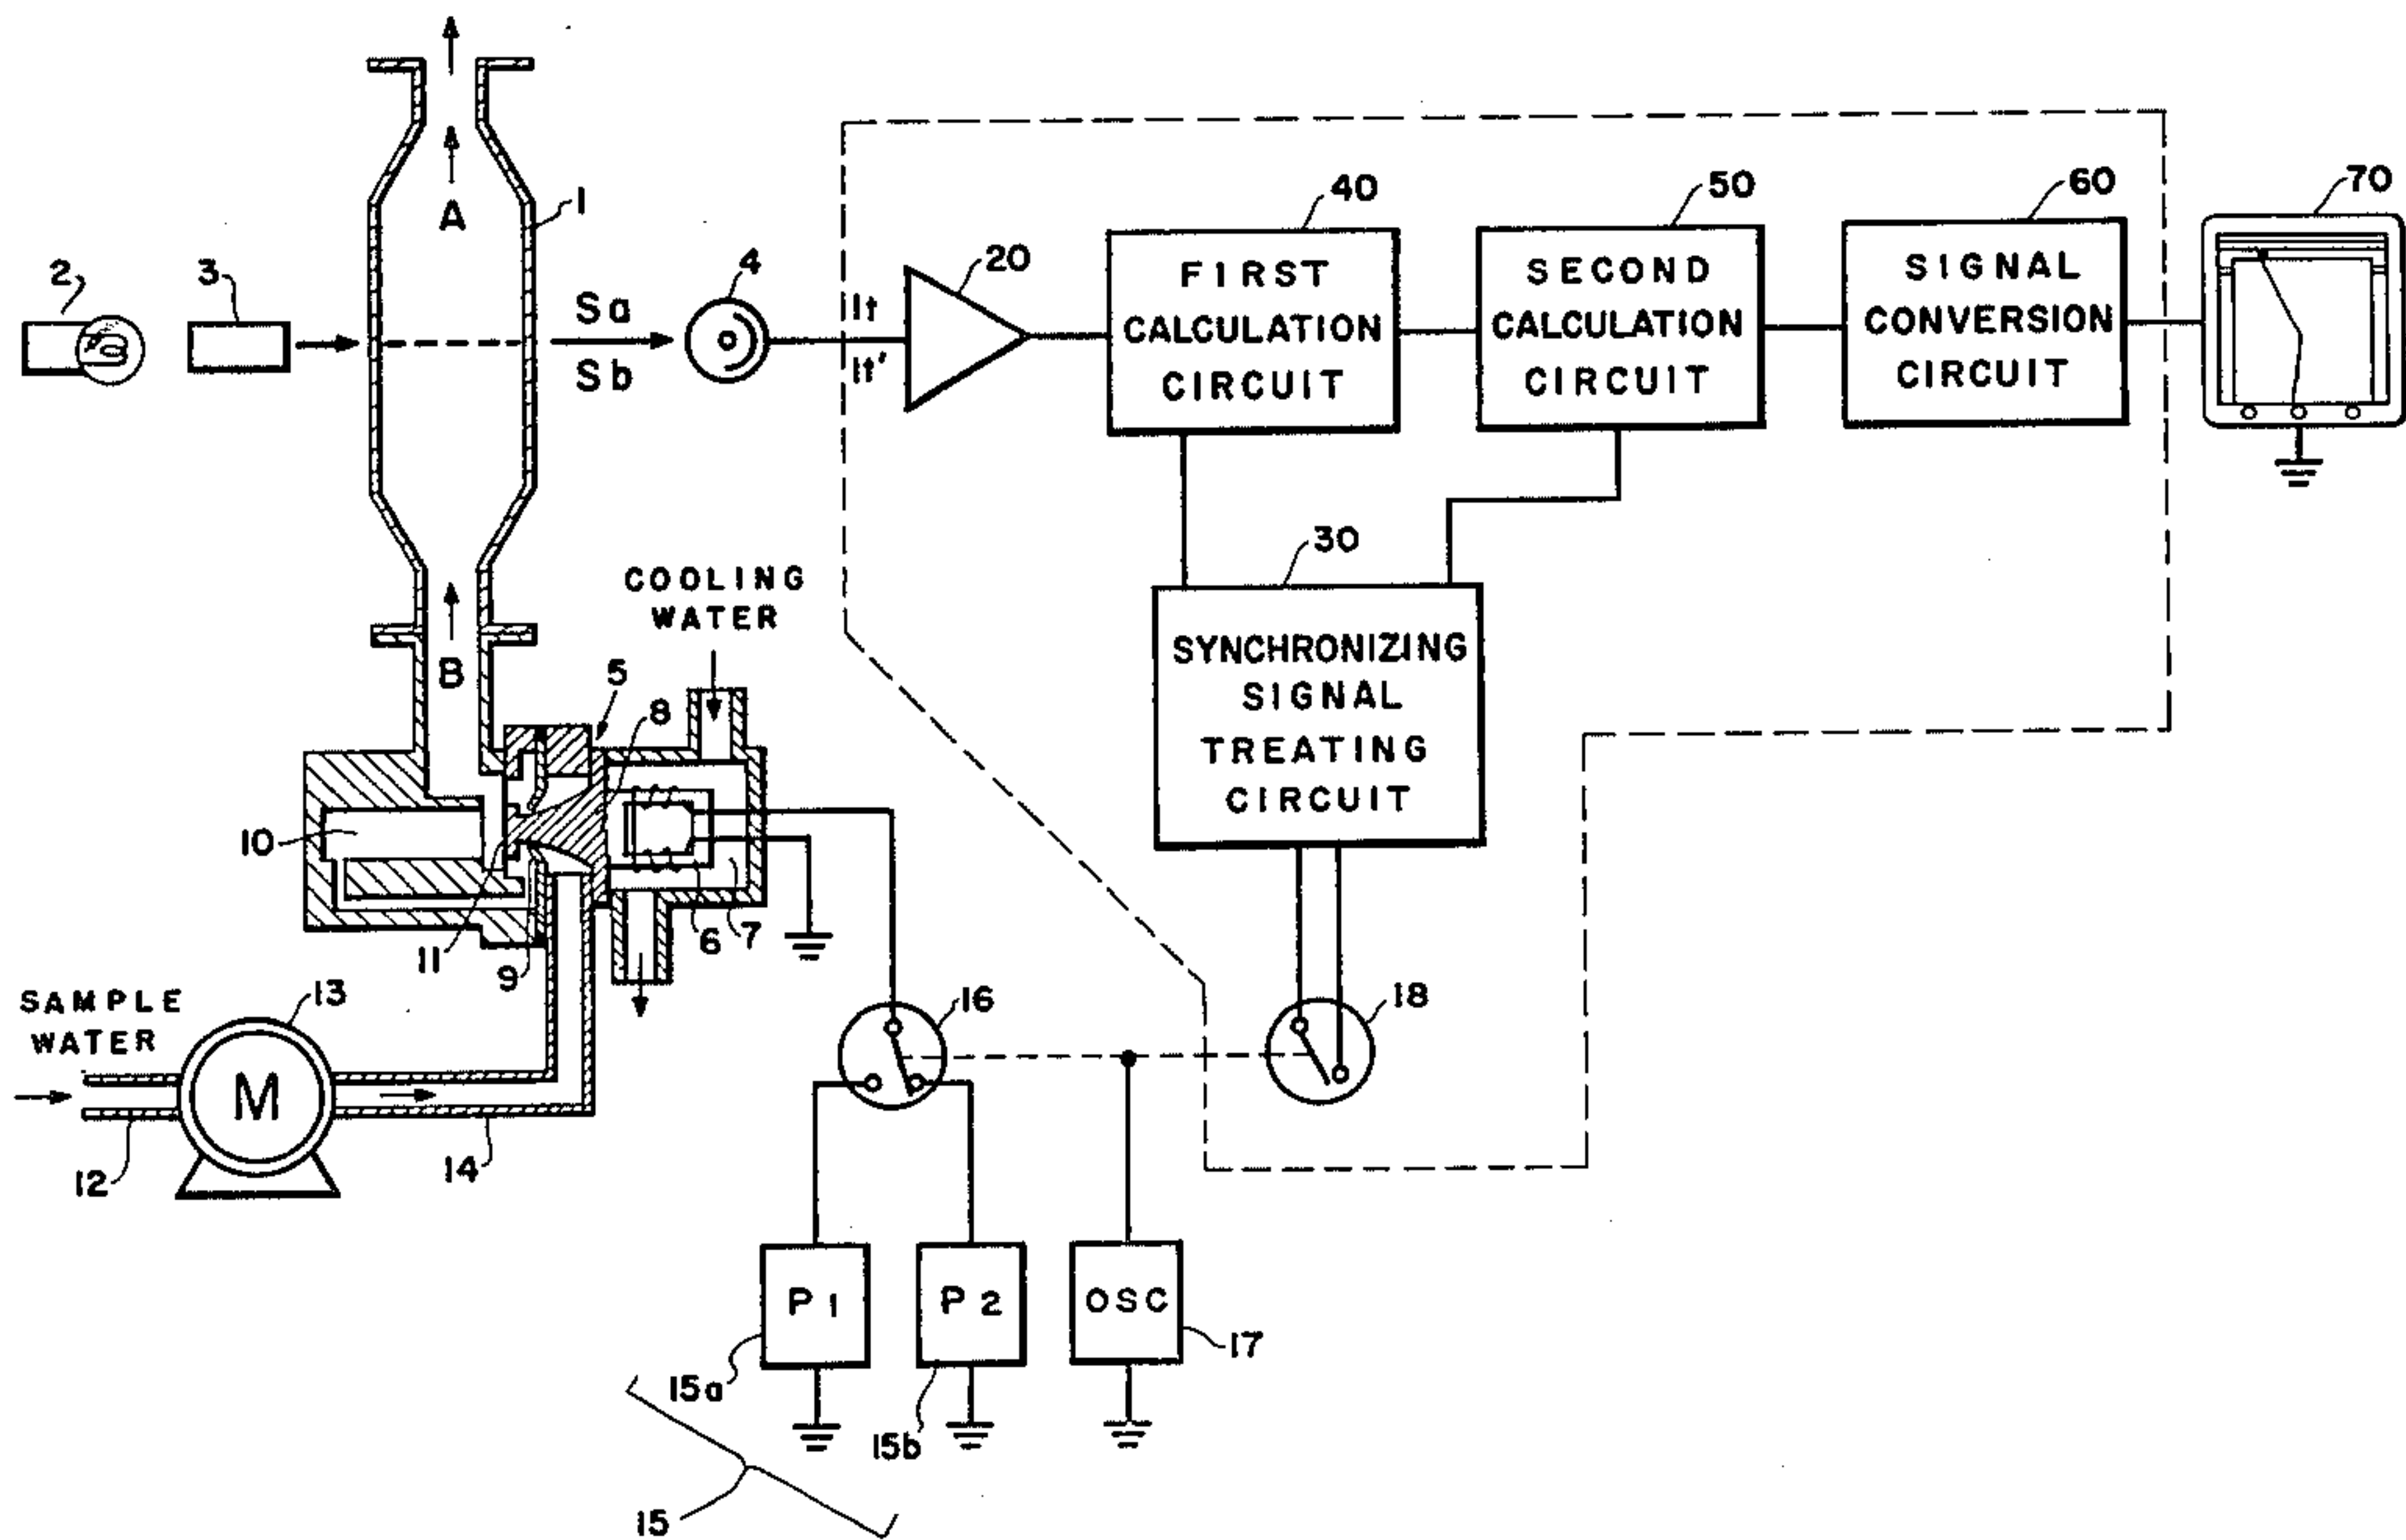 A
1
2
3
Sa
Sb
4
It
It'
20
40
FIRST
CALCULATION
CIRCUIT
50
SECOND
CALCULATION
CIRCUIT
60
SIGNAL
CONVERSION
CIRCUIT
70
30
SYNCHRONIZING
SIGNAL
TREATING
CIRCUIT
COOLING
WATER
B
5
8
10
11
9
6
7
SAMPLE
WATER
13
M
12
14
16
18
P1
P2
OSC
15a
15b
17
15